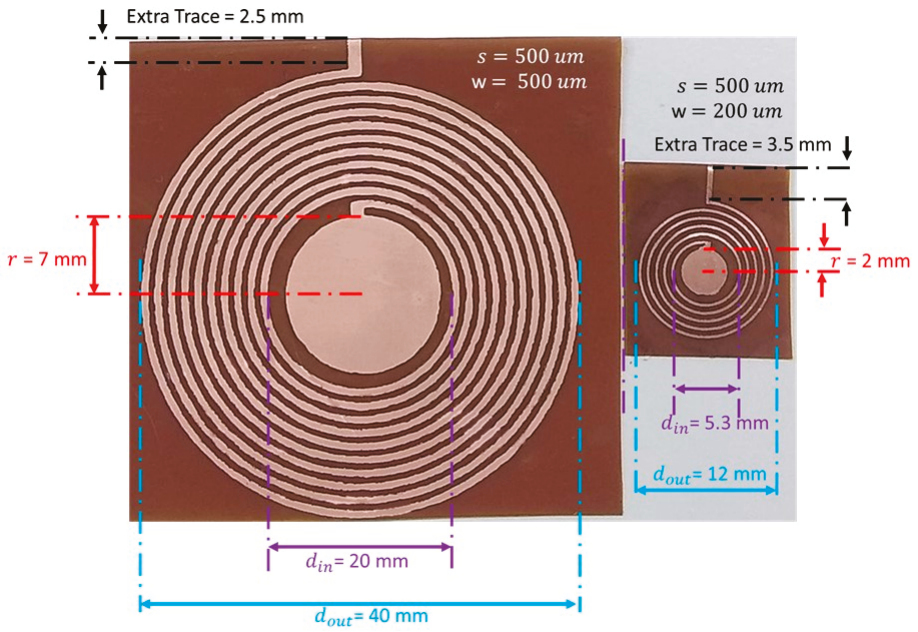 Extra Trace = 2.5 mm
s = 500 um
w = 500 um
s = 500 um
w = 200 um
Extra Trace = 3.5 mm
r = 7 mm
r = 2 mm
d_in = 5.3 mm
d_out = 12 mm
d_in = 20 mm
d_out = 40 mm